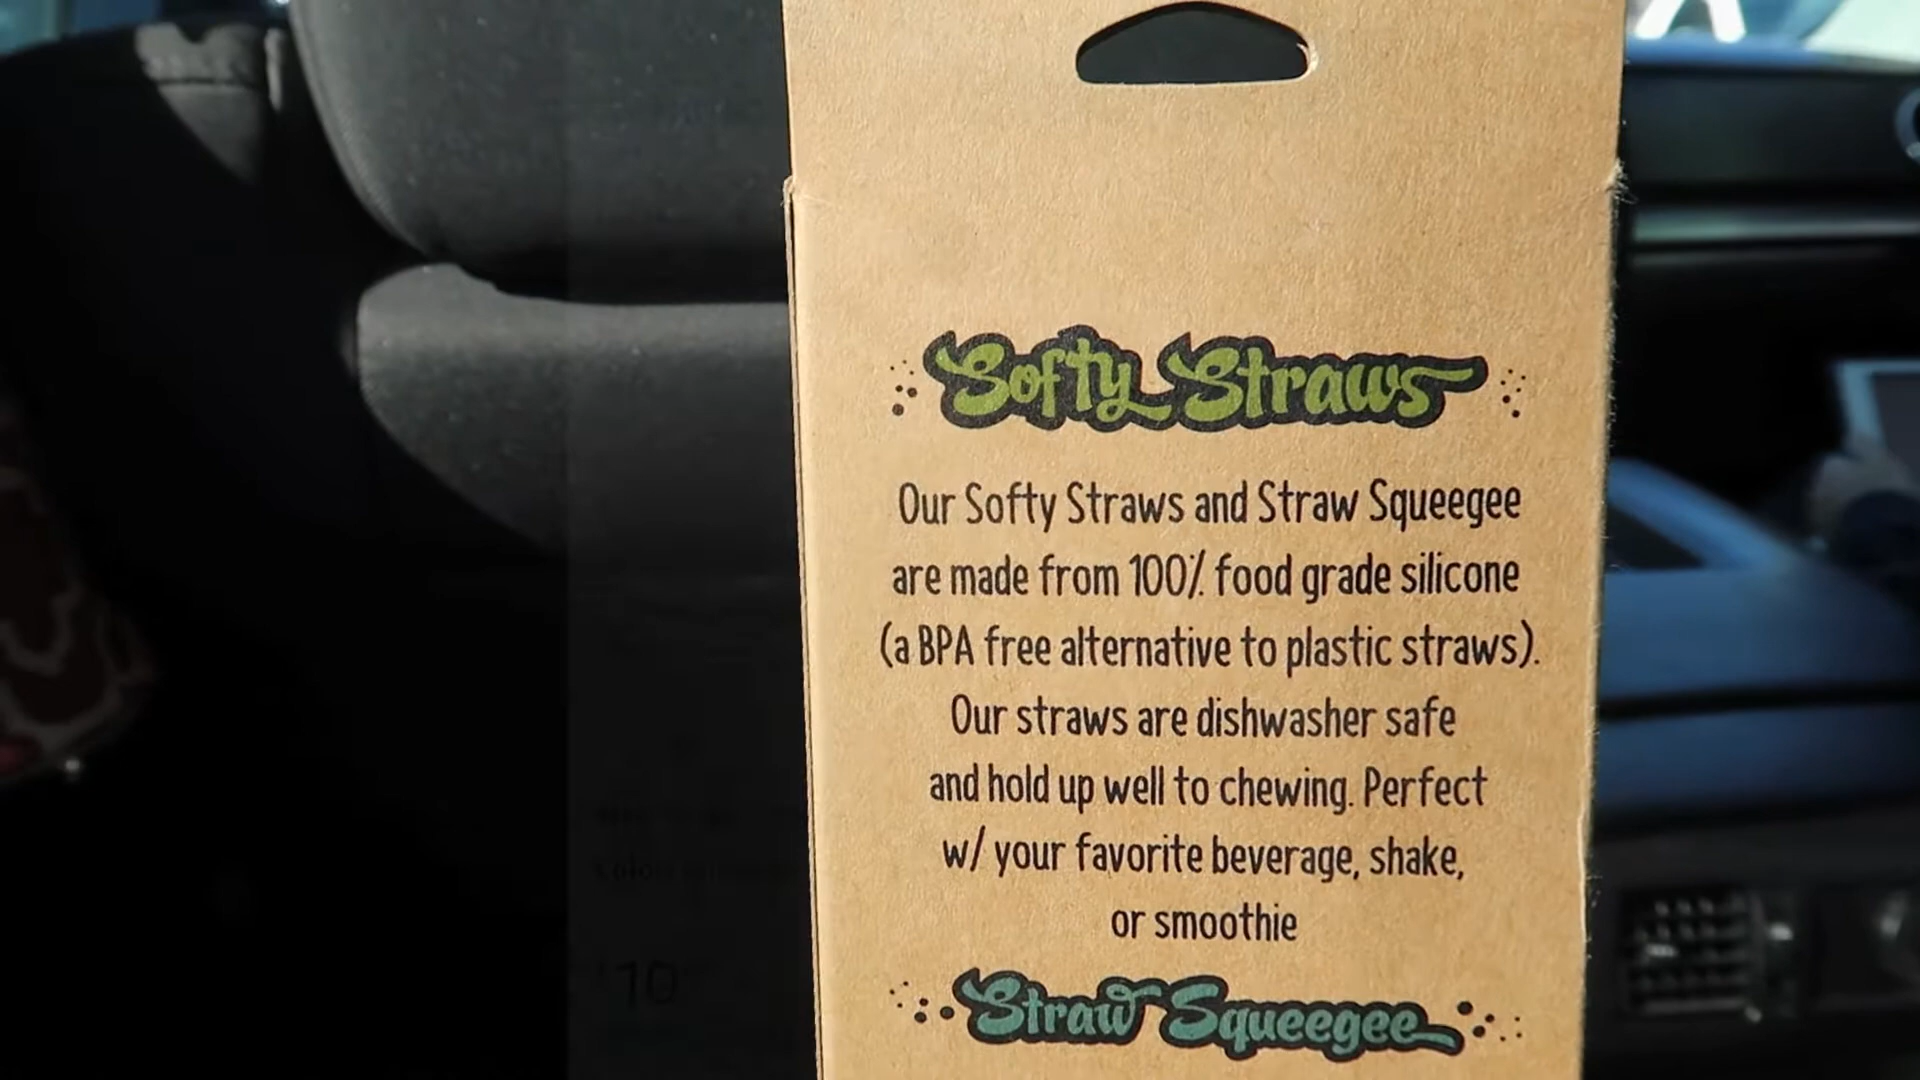 Softy Straws
Our Softy Straws and Straw Squeegee
are made from 100% food grade silicone
(a BPA free alternative to plastic straws).
Our straws are dishwasher safe
and hold up well to chewing. Perfect
w/ your favorite beverage, shake,
or smoothie
Straw Squeegee
10